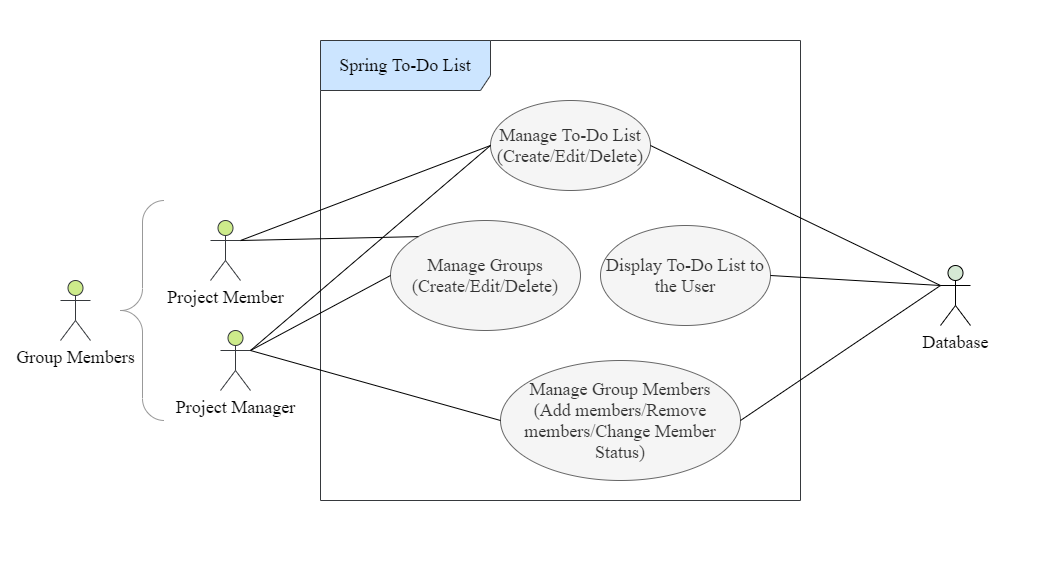 Spring To-Do List
Manage To-Do List
(Create/Edit/Delete)
Project Member
Manage Groups
(Create/Edit/Delete)
Display To-Do List to
the User
Group Members
Database
Project Manager
Manage Group Members
(Add members/Remove
members/Change Member
Status)